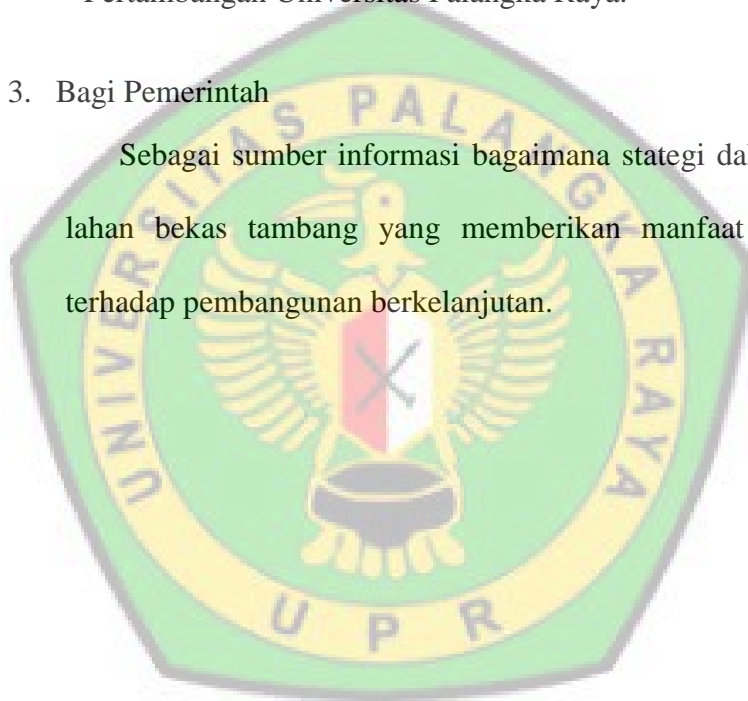 Pertambangan Universitas Palangka Raya.
3. Bagi Pemerintah
Sebagai sumber informasi bagaimana stategi da
lahan bekas tambang yang memberikan manfaat
terhadap pembangunan berkelanjutan.
UNIVERSITAS PALANGKA RAYA
UPR